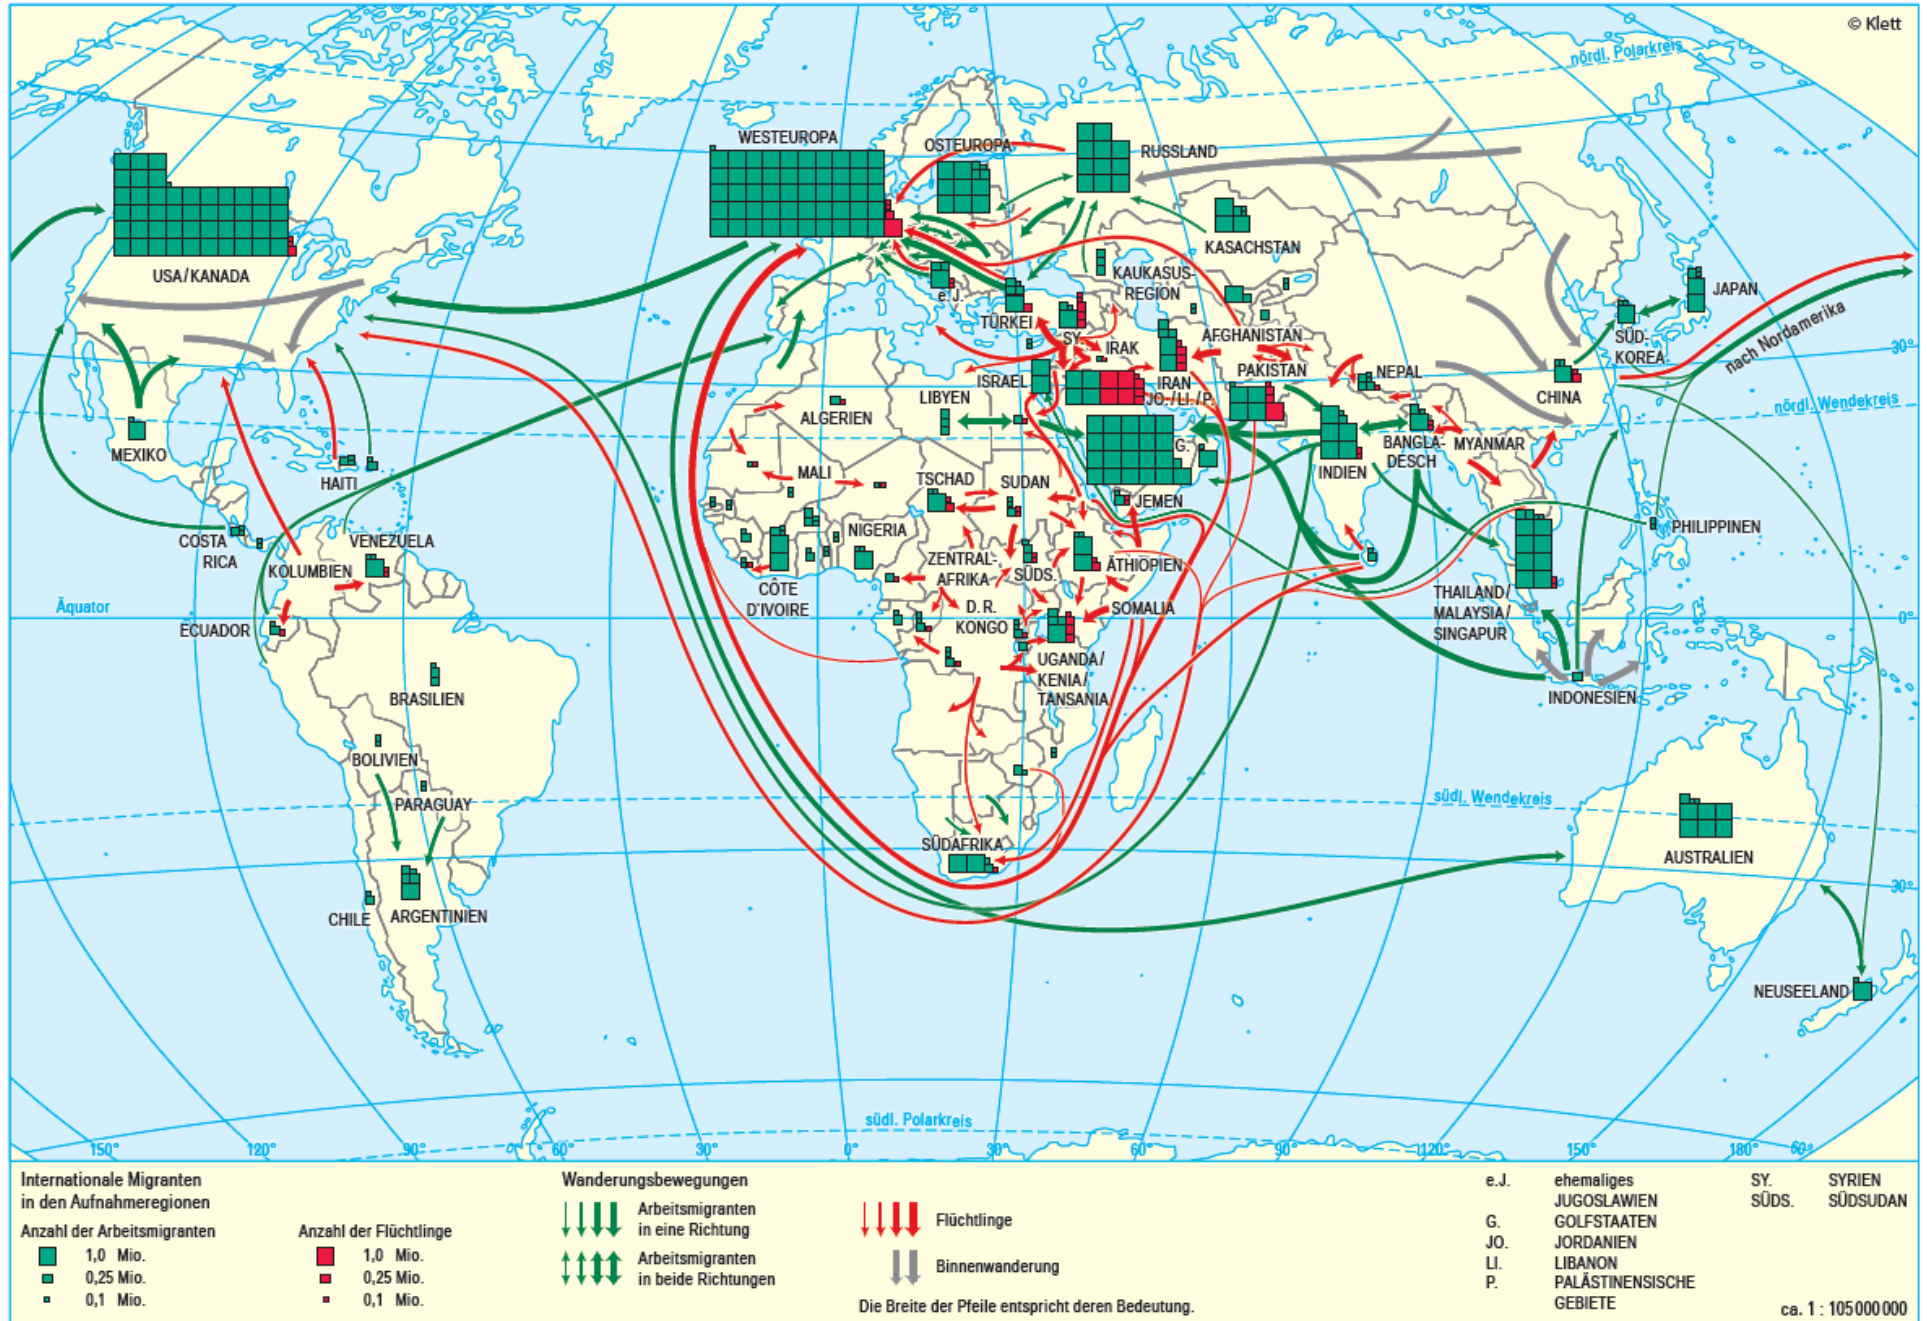 © Klett
nördl. Polarkreis
WESTEUROPA
OSTEUROPA
RUSSLAND
USA/KANADA
KASACHSTAN
KAUKASUS-
REGION
e.J.
TÜRKEI
SY.
IRAK
AFGHANISTAN
JAPAN
SÜD-
KOREA
nach Nordamerika
30°
ISRAEL
IRAN
PAKISTAN
NEPAL
CHINA
JO./LI./P.
LIBYEN
ALGERIEN
nördl. Wendekreis
MEXIKO
HAITI
G.
INDIEN
BANGLA-
DESCH
MYANMAR
MALI
TSCHAD
SUDAN
JEMEN
COSTA
RICA
VENEZUELA
KOLUMBIEN
NIGERIA
CÔTE
D'IVOIRE
ZENTRAL-
AFRIKA
SÜDS.
ÄTHIOPIEN
PHILIPPINEN
Äquator
ECUADOR
D.R.
KONGO
SOMALIA
THAILAND/
MALAYSIA/
SINGAPUR
0°
UGANDA/
KENIA/
TANSANIA
INDONESIEN
BRASILIEN
BOLIVIEN
PARAGUAY
südl. Wendekreis
SÜDAFRIKA
AUSTRALIEN
30°
CHILE
ARGENTINIEN
NEUSEELAND
südl. Polarkreis
150°
120°
90°
30°
0°
30°
60°
90°
120°
150°
180°
60°
Internationale Migranten
in den Aufnahmeregionen
Anzahl der Arbeitsmigranten
1,0 Mio.
0,25 Mio.
0,1 Mio.
Anzahl der Flüchtlinge
1,0 Mio.
0,25 Mio.
0,1 Mio.
Wanderungsbewegungen
Arbeitsmigranten
in eine Richtung
Arbeitsmigranten
in beide Richtungen
Flüchtlinge
Binnenwanderung
Die Breite der Pfeile entspricht deren Bedeutung.
e.J. ehemaliges
JUGOSLAWIEN
G. GOLFSTAATEN
JO. JORDANIEN
LI. LIBANON
P. PALÄSTINENSISCHE
GEBIETE
SY. SYRIEN
SÜDS. SÜDSUDAN
ca. 1 : 105 000 000